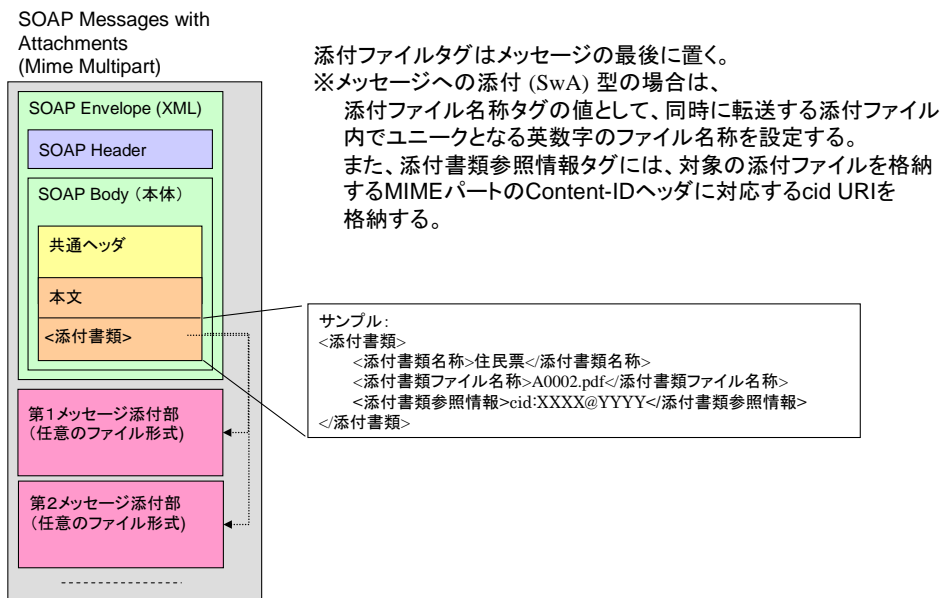 SOAP Messages with
Attachments
(Mime Multipart)
SOAP Envelope (XML)
SOAP Header
SOAP Body（本体）
共通ヘッダ
本文
<添付書類>
第１メッセージ添付部
（任意のファイル形式)
第２メッセージ添付部
（任意のファイル形式)
添付ファイルタグはメッセージの最後に置く。
※メッセージへの添付 (SwA) 型の場合は、
添付ファイル名称タグの値として、同時に転送する添付ファイル
内でユニークとなる英数字のファイル名称を設定する。
また、添付書類参照情報タグには、対象の添付ファイルを格納
するMIMEパートのContent-IDヘッダに対応するcid URIを
格納する。
サンプル：
<添付書類>
<添付書類名称>住民票</添付書類名称>
<添付書類ファイル名称>A0002.pdf</添付書類ファイル名称>
<添付書類参照情報>cid:XXXX@YYYY</添付書類参照情報>
</添付書類>